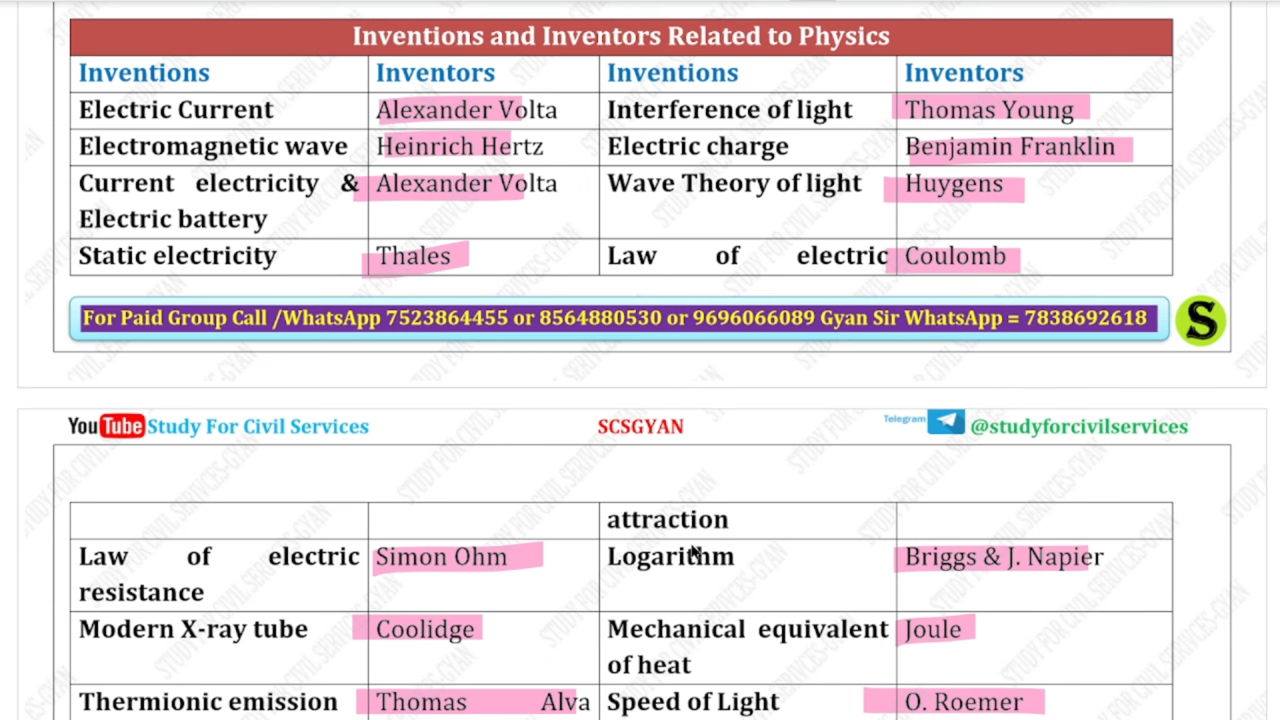 Inventions and Inventors Related to Physics
Inventions Inventors Inventions Inventors
Electric Current Alexander Volta Interference of light Thomas Young
Electromagnetic wave Heinrich Hertz Electric charge Benjamin Franklin
Current electricity & Alexander Volta Wave Theory of light Huygens
Electric battery
Static electricity Thales Law of electric Coulomb
For Paid Group Call /WhatsApp 7523864455 or 8564880530 or 9696066089 Gyan Sir WhatsApp = 7838692618
S
YouTube Study For Civil Services SCSGYAN Telegram @studyforcivilservices
attraction
Law of electric Simon Ohm Logarithm Briggs & J. Napier
resistance
Modern X-ray tube Coolidge Mechanical equivalent Joule
of heat
Thermionic emission Thomas Alva Speed of Light O. Roemer